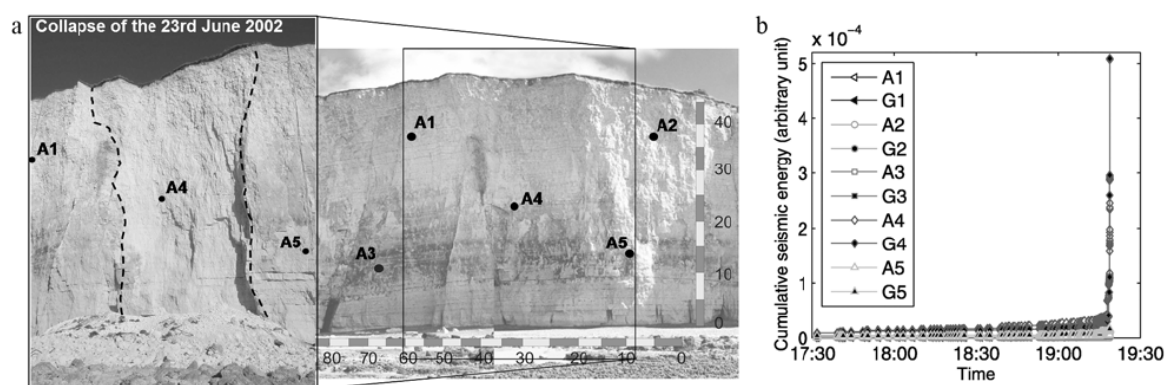 a
Collapse of the 23rd June 2002
A1
A4
A5
A1
A2
A4
A3
A5
40
30
20
10
0
80 70 60 50 40 30 20 10 0
b
x 10⁻⁴
5
4
3
2
1
0
Cumulative seismic energy (arbitrary unit)
A1
G1
A2
G2
A3
G3
A4
G4
A5
G5
17:30 18:00 18:30 19:00 19:30
Time